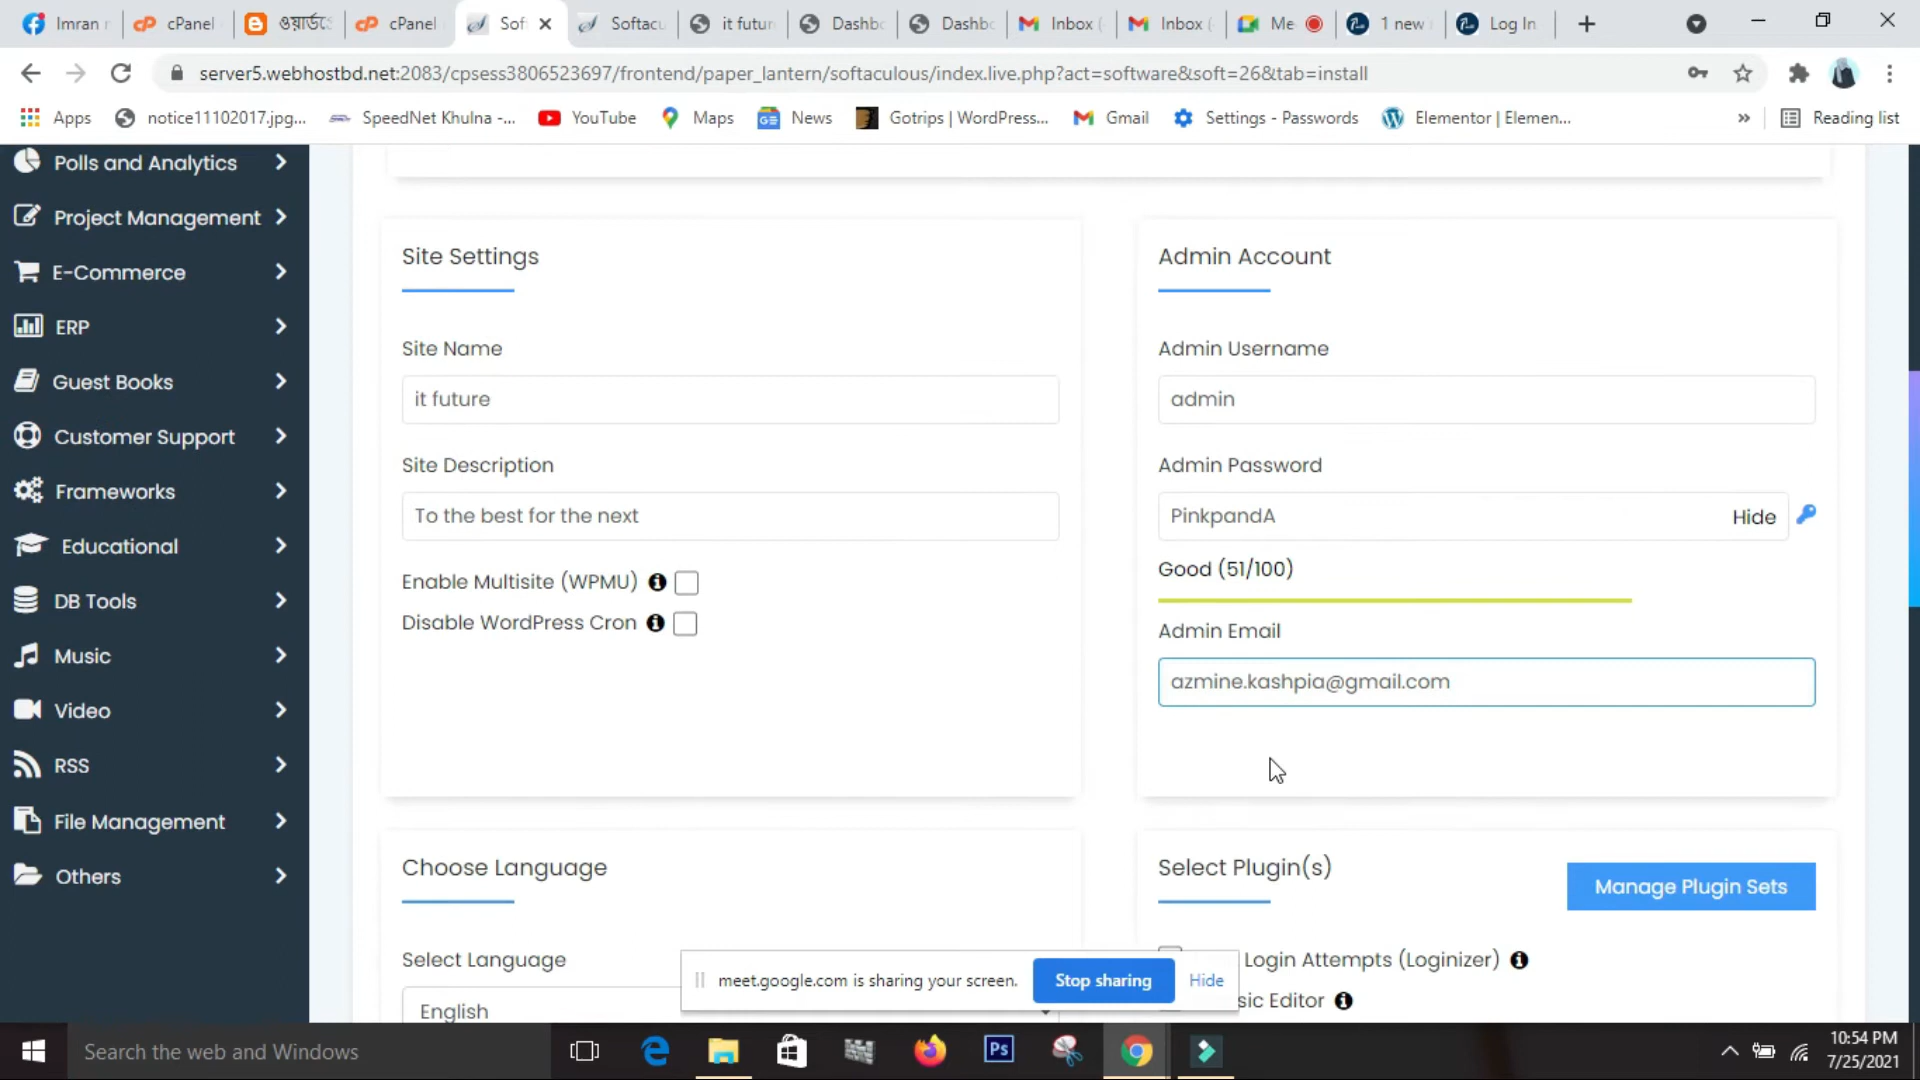 Imran
cPanel
ওয়ার্ডে
cPanel
Sof
Softacu
it futur
Dashb
Dashb
Inbox (
Inbox (
Me
1 new
Log In
server5.webhostbd.net:2083/cpsess3806523697/frontend/paper_lantern/softaculous/index.live.php?act=software&soft=26&tab=install
Apps
notice11102017.jpg...
SpeedNet Khulna -...
YouTube
Maps
News
Gotrips | WordPress...
Gmail
Settings - Passwords
Elementor | Elemen...
»
Reading list
Polls and Analytics
Project Management
E-Commerce
ERP
Guest Books
Customer Support
Frameworks
Educational
DB Tools
Music
Video
RSS
File Management
Others
Site Settings
Site Name
it future
Site Description
To the best for the next
Enable Multisite (WPMU)
Disable WordPress Cron
Admin Account
Admin Username
admin
Admin Password
PinkpandA
Hide
Good (51/100)
Admin Email
azmine.kashpia@gmail.com
Choose Language
Select Language
English
Select Plugin(s)
Manage Plugin Sets
Login Attempts (Loginizer)
sic Editor
meet.google.com is sharing your screen.
Stop sharing
Hide
Search the web and Windows
Ps
10:54 PM
7/25/2021